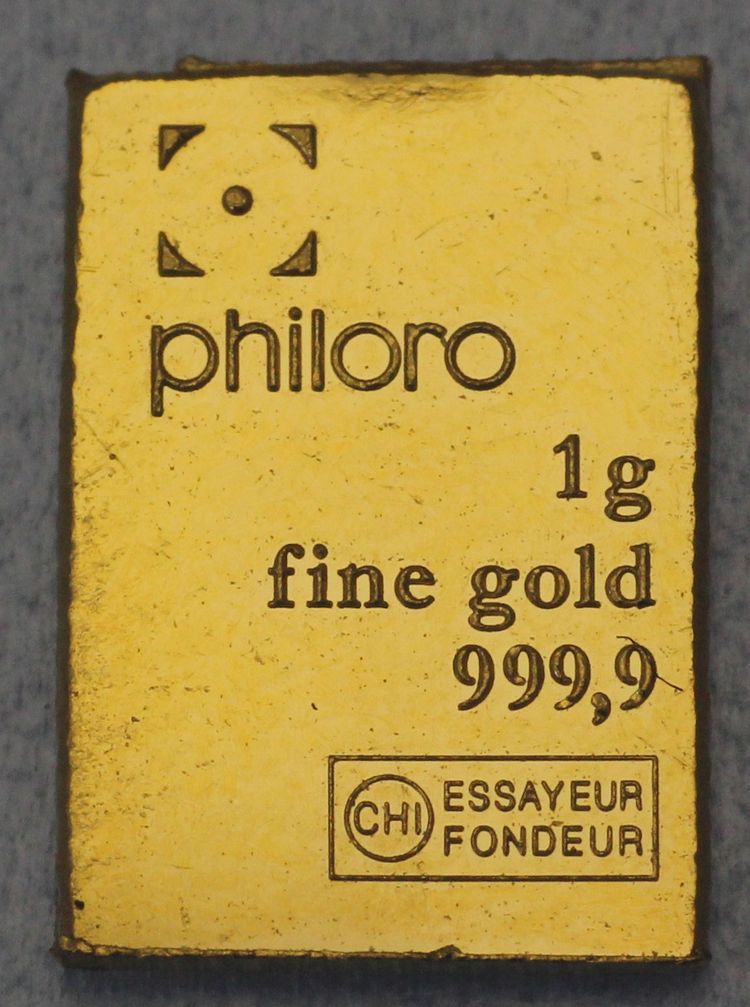 philoro
1g
fine gold
999,9
CHI ESSAYEUR
FONDEUR